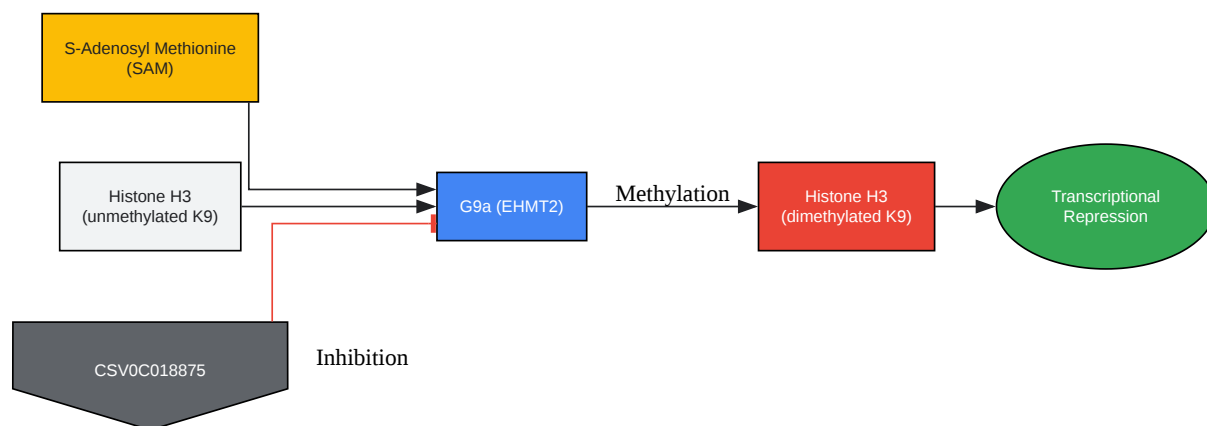 S-Adenosyl Methionine
(SAM)
Histone H3
(unmethylated K9)
G9a (EHMT2)
Methylation
Histone H3
(dimethylated K9)
Transcriptional
Repression
CSV0C018875
Inhibition